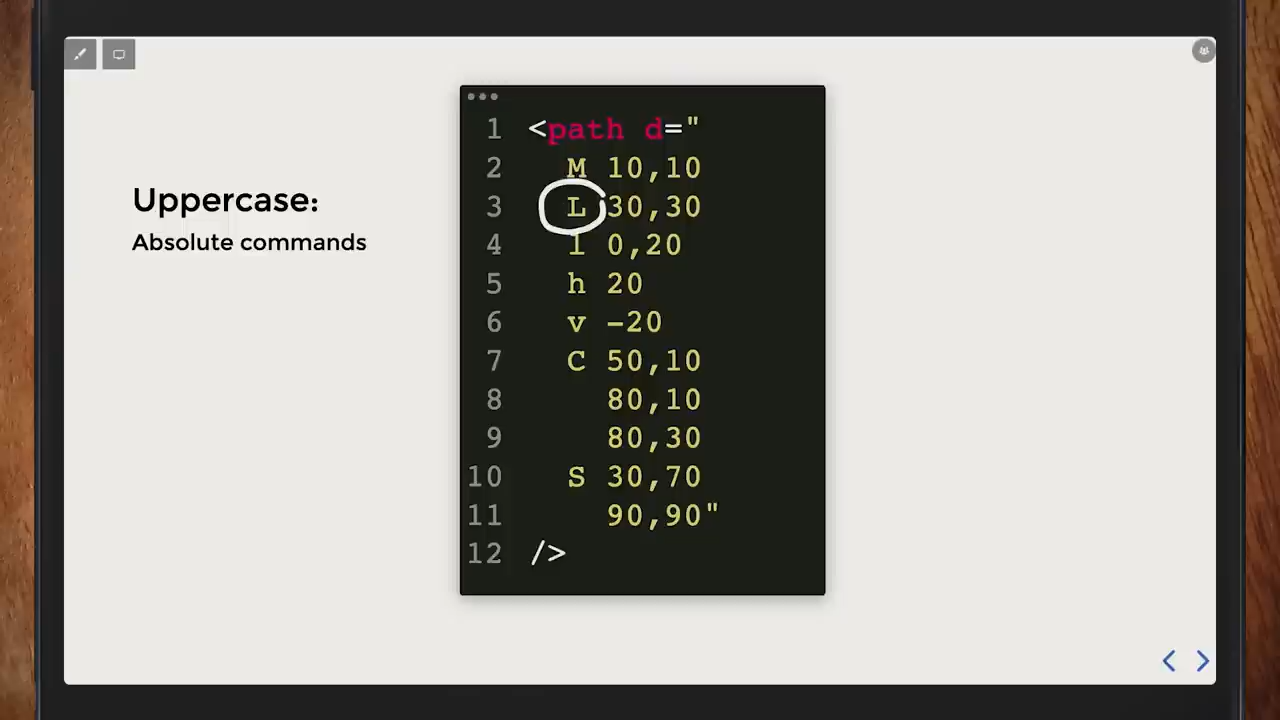 Uppercase:
Absolute commands
1 <path d="
2 M 10,10
3 L 30,30
4 l 0,20
5 h 20
6 v -20
7 C 50,10
8 80,10
9 80,30
10 S 30,70
11 90,90"
12 />